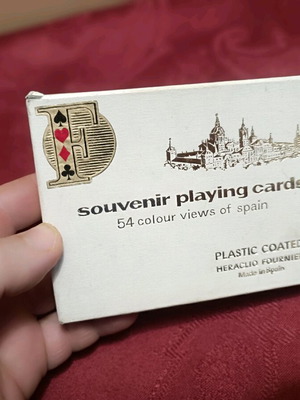 F
souvenir playing cards
54 colour views of spain
PLASTIC COATED
HERACLIO FOURNIER
Made in Spain